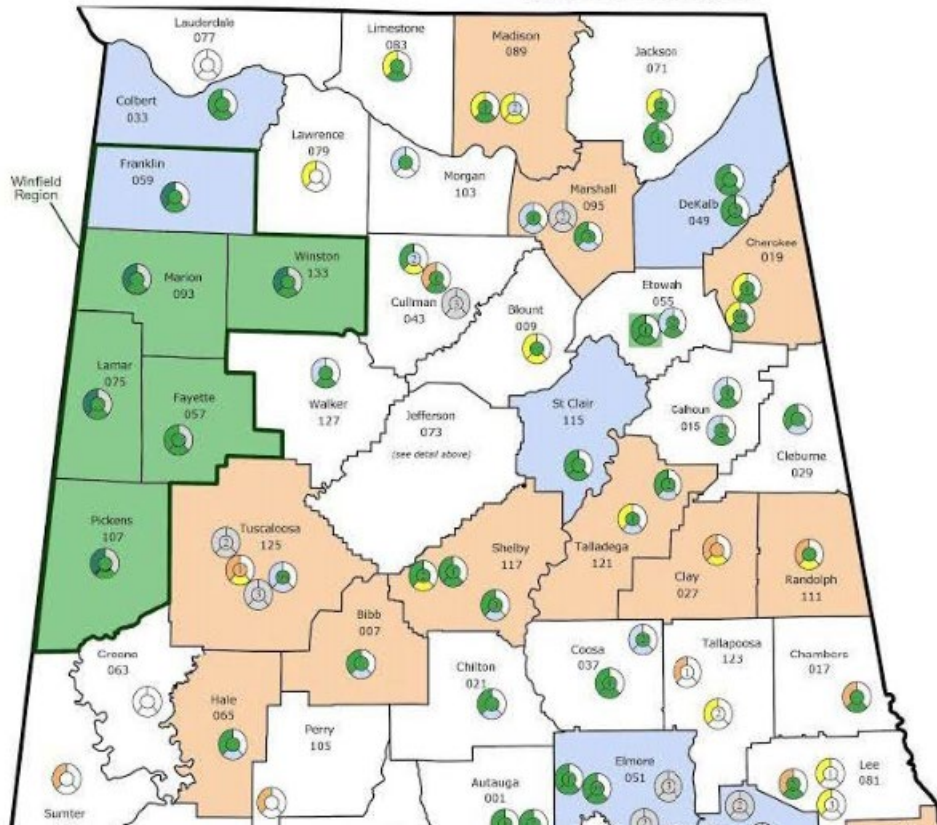 Lauderdale
077
Limestone
083
Madison
089
Jackson
071
Colbert
033
Lawrence
079
Franklin
059
Morgan
103
Winfield
Region
Marshall
095
DeKalb
049
Cherokee
019
Marion
093
Winston
133
Cullman
043
Blount
009
Etowah
055
Lamar
075
Fayette
057
Walker
127
Jefferson
073
(see detail above)
St Clair
115
Calhoun
015
Cleburne
029
Pickens
107
Tuscaloosa
125
Shelby
117
Talladega
121
Clay
027
Randolph
111
Bibb
007
Greene
063
Hale
065
Perry
105
Chilton
021
Coosa
037
Tallapoosa
123
Chambers
017
Sumter
Autauga
001
Elmore
051
Lee
081